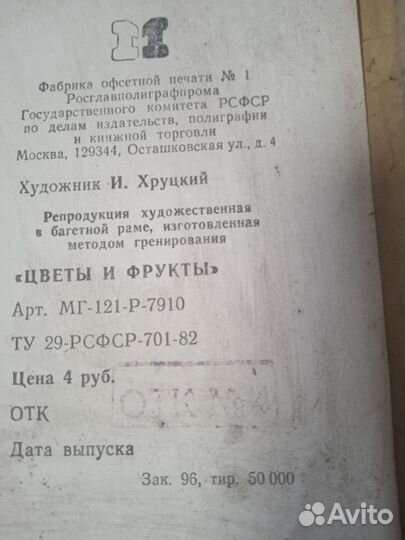 Фабрика офсетной печати № 1
Росглавполиграфпрома
Государственного комитета РСФСР
по делам издательств, полиграфии
и книжной торговли
Москва, 129344, Осташковская ул., д. 4
Художник И. Хруцкий
Репродукция художественная
в багетной раме, изготовленная
методом гренирования
«ЦВЕТЫ И ФРУКТЫ»
Арт. МГ-121-Р-7910
ТУ 29-РСФСР-701-82
Цена 4 руб.
ОТК
Дата выпуска
Зак. 96, тир. 50 000
Avito